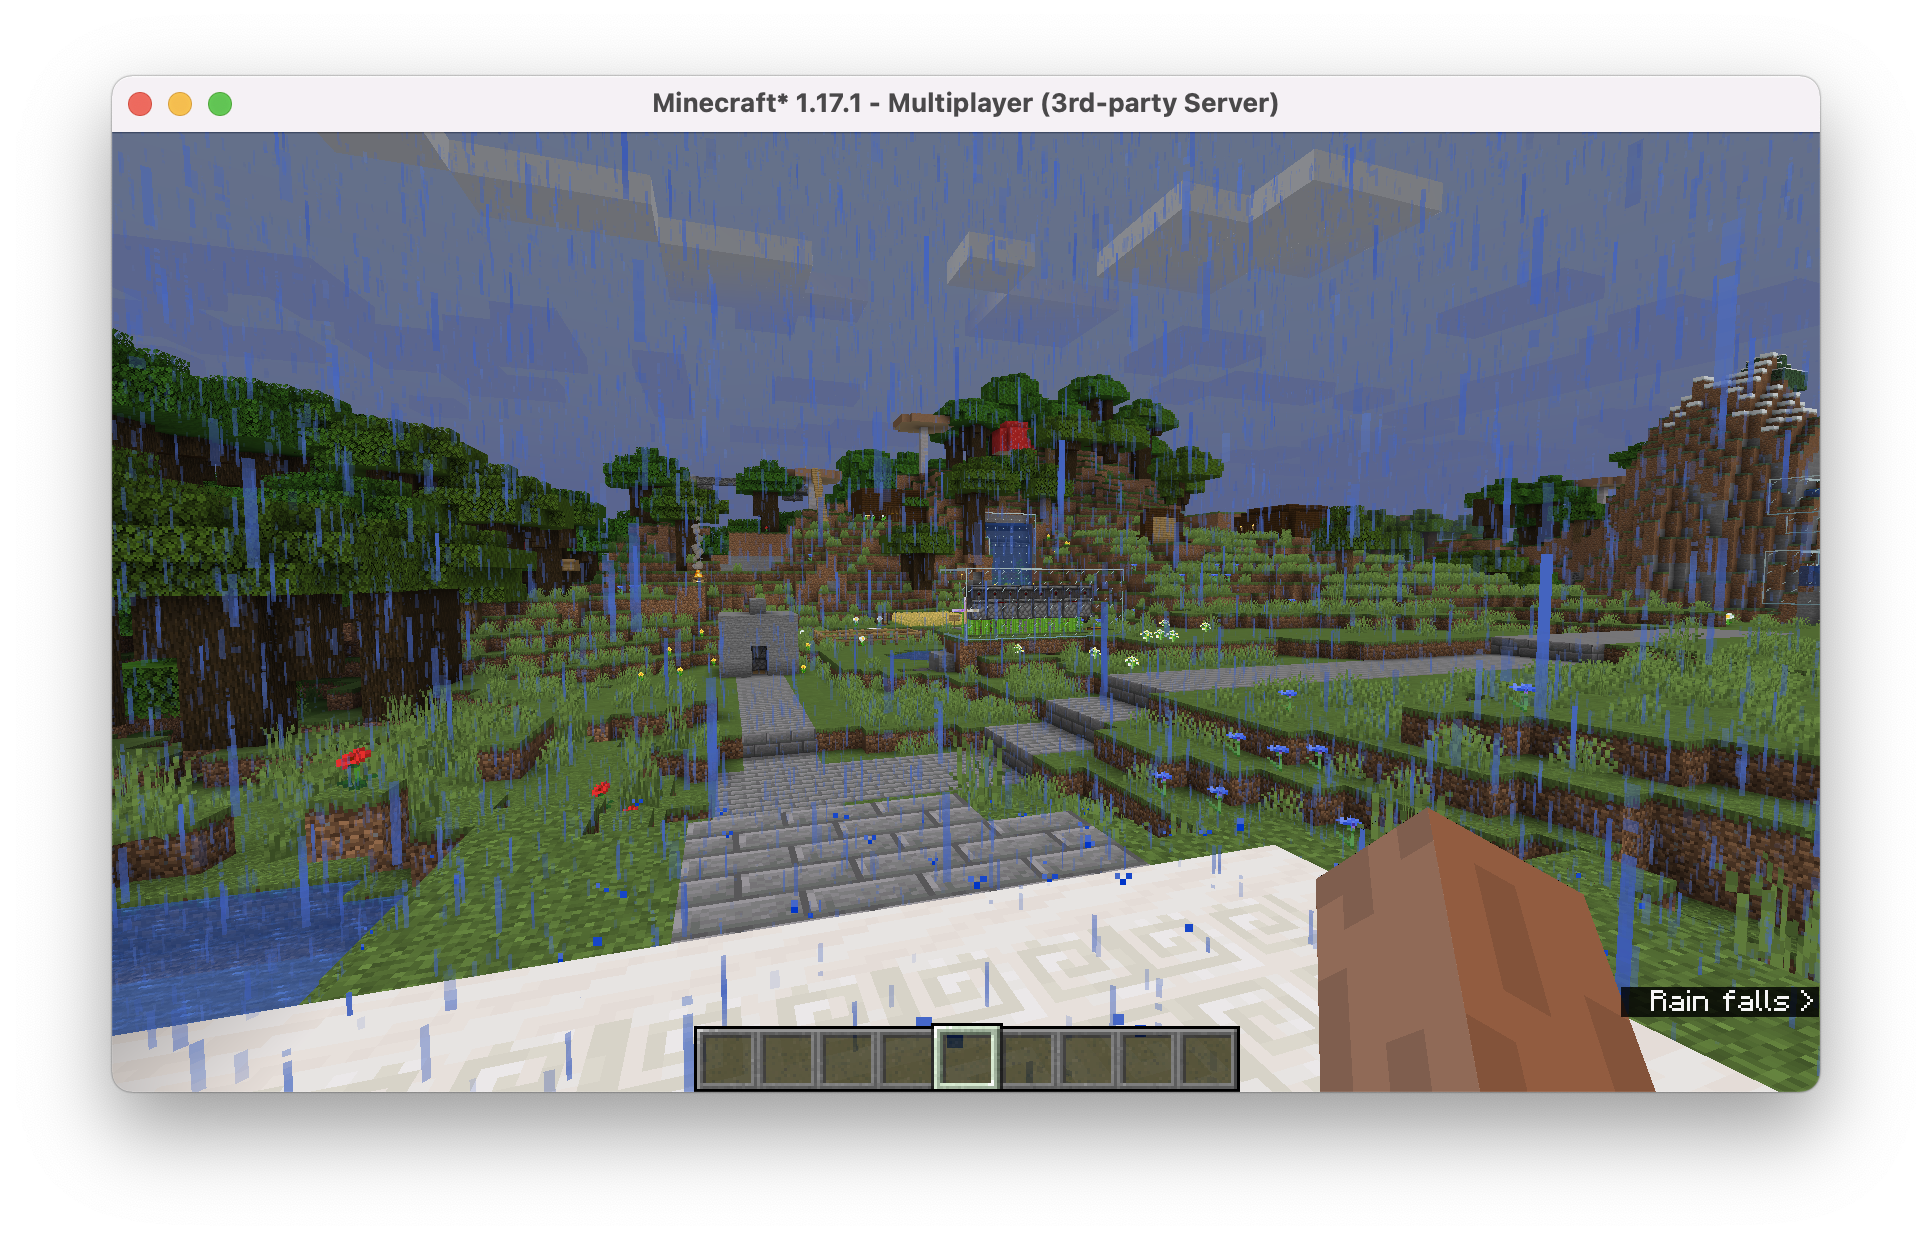 Minecraft* 1.17.1 - Multiplayer (3rd-party Server)
Rain falls >